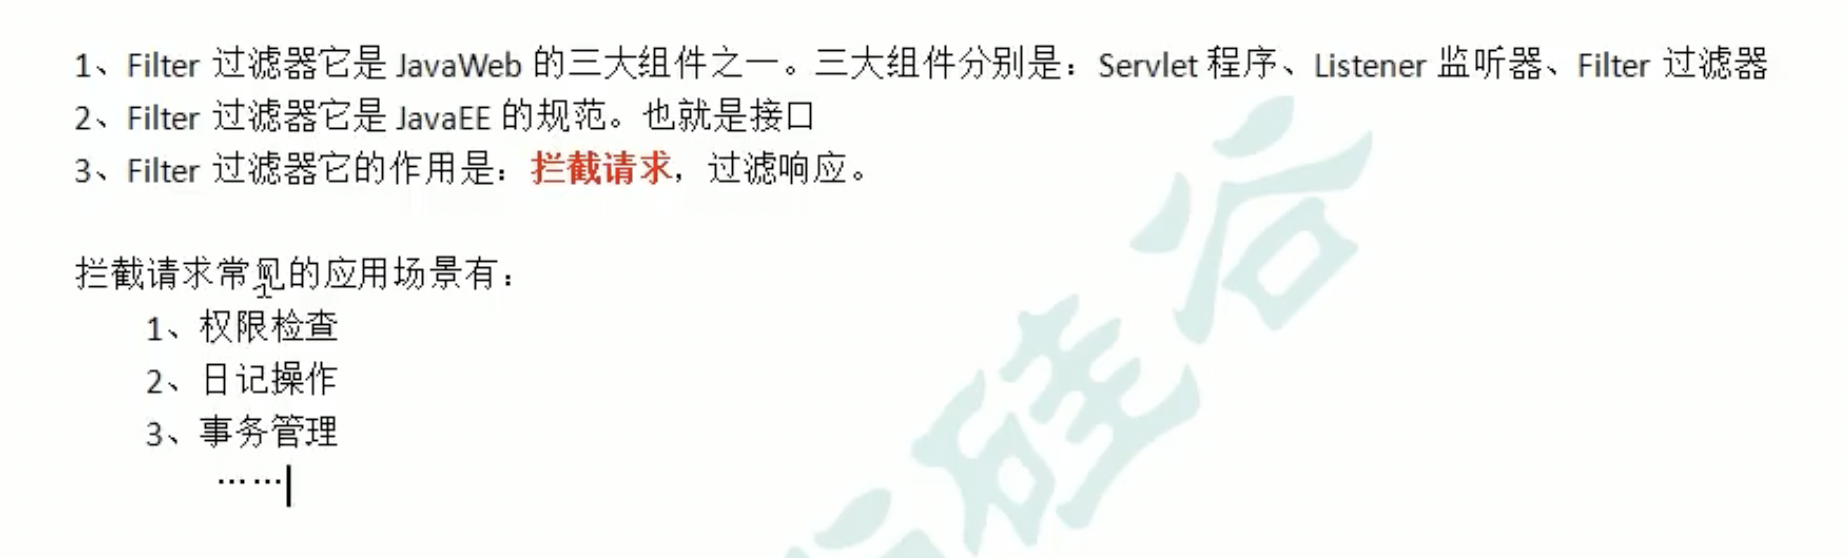 1、Filter 过滤器它是 JavaWeb 的三大组件之一。三大组件分别是：Servlet 程序、Listener 监听器、Filter 过滤器
2、Filter 过滤器它是 JavaEE 的规范。也就是接口
3、Filter 过滤器它的作用是：拦截请求，过滤响应。
拦截请求常见的应用场景有：
1、权限检查
2、日记操作
3、事务管理
……
硅谷